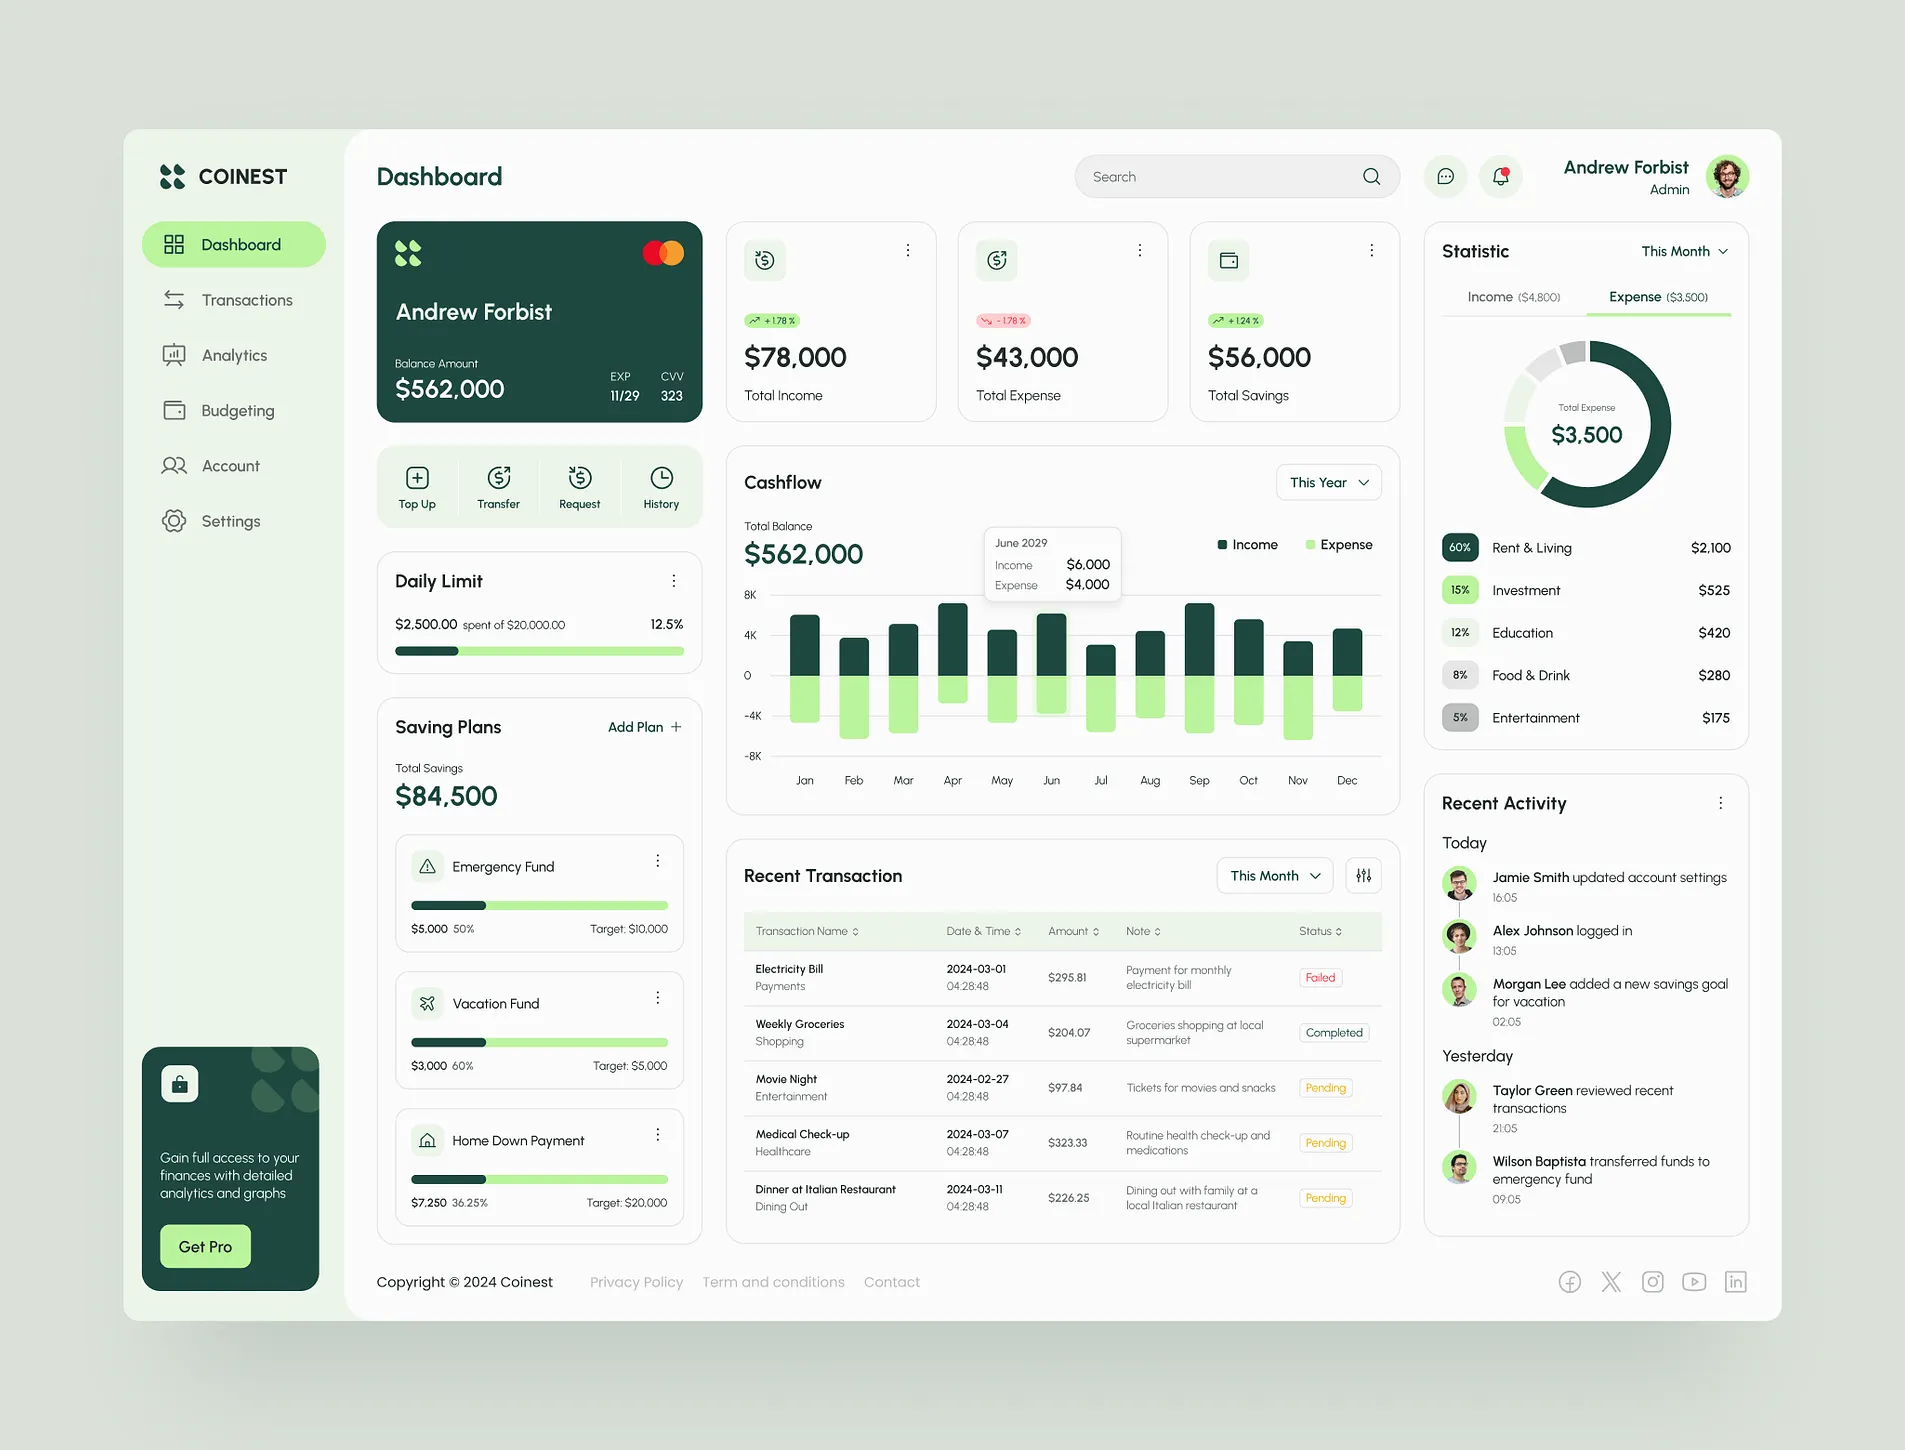 COINEST
Dashboard
Transactions
Analytics
Budgeting
Account
Settings
Gain full access to your
finances with detailed
analytics and graphs
Get Pro
Dashboard
Search
Andrew Forbist
Admin
Andrew Forbist
Balance Amount
$562,000
EXP
11/29
CVV
323
Top Up
Transfer
Request
History
Daily Limit
$2,500.00 spent of $20,000.00
12.5%
Saving Plans
Add Plan
Total Savings
$84,500
Emergency Fund
$5,000 50%
Target: $10,000
Vacation Fund
$3,000 60%
Target: $5,000
Home Down Payment
$7,250 36.25%
Target: $20,000
+ 1.78 %
$78,000
Total Income
- 1.78 %
$43,000
Total Expense
+ 1.24 %
$56,000
Total Savings
Cashflow
This Year
Total Balance
$562,000
Income
Expense
June 2029
Income $6,000
Expense $4,000
8K
4K
0
-4K
-8K
Jan Feb Mar Apr May Jun Jul Aug Sep Oct Nov Dec
Recent Transaction
This Month
Transaction Name Date & Time Amount Note Status
Electricity Bill
Payments
2024-03-01
04:28:48
$295.81
Payment for monthly
electricity bill
Failed
Weekly Groceries
Shopping
2024-03-04
04:28:48
$204.07
Groceries shopping at local
supermarket
Completed
Movie Night
Entertainment
2024-02-27
04:28:48
$97.84
Tickets for movies and snacks
Pending
Medical Check-up
Healthcare
2024-03-07
04:28:48
$323.33
Routine health check-up and
medications
Pending
Dinner at Italian Restaurant
Dining Out
2024-03-11
04:28:48
$226.25
Dining out with family at a
local Italian restaurant
Pending
Statistic
This Month
Income ($4,800)
Expense ($3,500)
Total Expense
$3,500
60% Rent & Living $2,100
15% Investment $525
12% Education $420
8% Food & Drink $280
5% Entertainment $175
Recent Activity
Today
Jamie Smith updated account settings
16:05
Alex Johnson logged in
13:05
Morgan Lee added a new savings goal
for vacation
02:05
Yesterday
Taylor Green reviewed recent
transactions
21:05
Wilson Baptista transferred funds to
emergency fund
09:05
Copyright © 2024 Coinest
Privacy Policy
Term and conditions
Contact